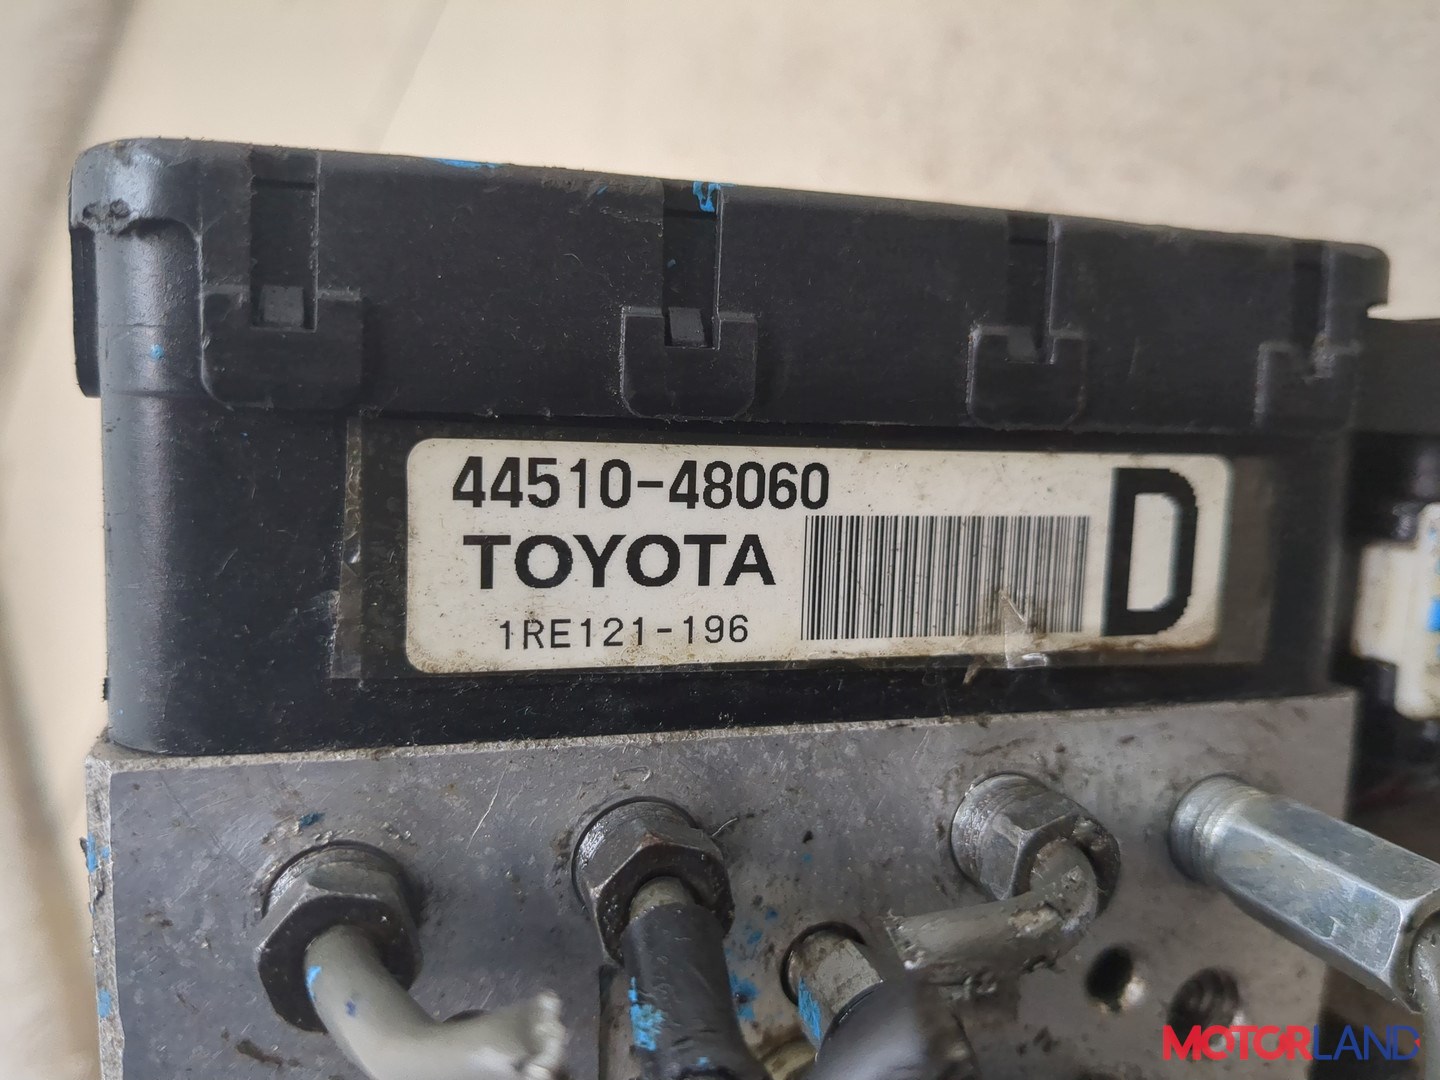 44510-48060
TOYOTA
1RE121-196
D
MOTORLAND